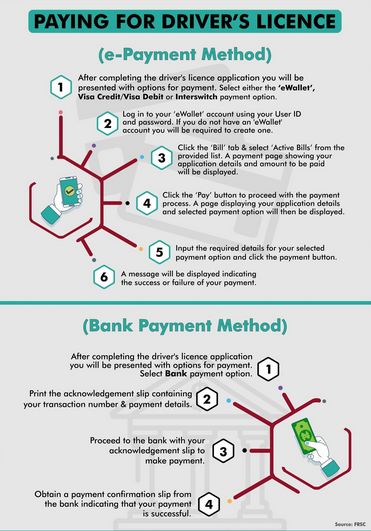 PAYING FOR DRIVER'S LICENCE
(e-Payment Method)
1
After completing the driver's licence application you will be
presented with options for payment. Select either the 'eWallet',
Visa Credit/Visa Debit or Interswitch payment option.
2
Log in to your 'eWallet' account using your User ID
and password. If you do not have an 'eWallet'
account you will be required to create one.
3
Click the 'Bill' tab & select 'Active Bills' from the
provided list. A payment page showing your
application details and amount to be paid
will be displayed.
4
Click the 'Pay' button to proceed with the payment
process. A page displaying your application details
and selected payment option will then be displayed.
5
Input the required details for your selected
payment option and click the payment button.
6
A message will be displayed indicating
the success or failure of your payment.
(Bank Payment Method)
After completing the driver's licence application
you will be presented with options for payment.
Select Bank payment option.
1
Print the acknowledgement slip containing
your transaction number & payment details.
2
Proceed to the bank with your
acknowledgement slip to
make payment.
3
Obtain a payment confirmation slip from
the bank indicating that your payment
is successful.
4
Source: FRSC